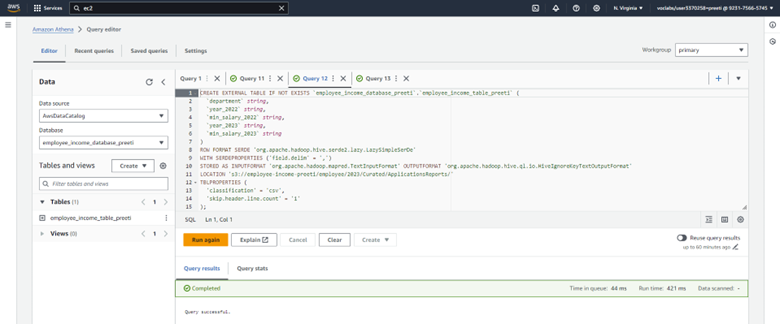 aws
Services
ec2
N. Virginia
voclabs/user3370258=preeti @ 9231-7566-5745
Amazon Athena > Query editor
Editor
Recent queries
Saved queries
Settings
Workgroup
primary
Data
Data source
AwsDataCatalog
Database
employee_income_database_preeti
Tables and views
Create
Filter tables and views
Tables (1)
1
employee_income_table_preeti
Views (0)
1
Query 1
Query 11
Query 12
Query 13
1 CREATE EXTERNAL TABLE IF NOT EXISTS `employee_income_database_preeti`.`employee_income_table_preeti` (
2 `department` string,
3 `year_2022` string,
4 `min_salary_2022` string,
5 `year_2023` string,
6 `min_salary_2023` string
7 )
8 ROW FORMAT SERDE 'org.apache.hadoop.hive.serde2.lazy.LazySimpleSerDe'
9 WITH SERDEPROPERTIES ('field.delim' = ',')
10 STORED AS INPUTFORMAT 'org.apache.hadoop.mapred.TextInputFormat' OUTPUTFORMAT 'org.apache.hadoop.hive.ql.io.HiveIgnoreKeyTextOutputFormat'
11 LOCATION 's3://employee-income-preeti/employee/2023/Curated/ApplicationsReports/'
12 TBLPROPERTIES (
13 'classification' = 'csv',
14 'skip.header.line.count' = '1'
15 );
SQL Ln 1, Col 1
Run again
Explain
Cancel
Clear
Create
Reuse query results
up to 60 minutes ago
Query results
Query stats
Completed
Time in queue: 44 ms
Run time: 421 ms
Data scanned: -
Query successful.